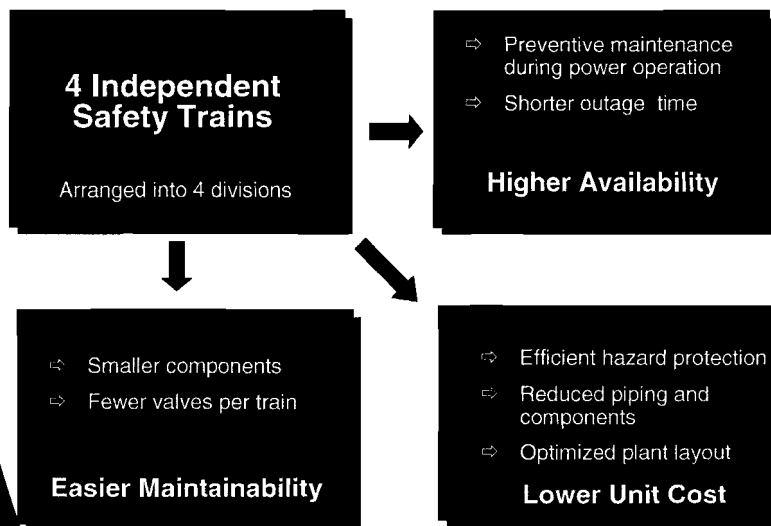 4 Independent
Safety Trains
Arranged into 4 divisions
⇨ Preventive maintenance
during power operation
⇨ Shorter outage time
Higher Availability
⇨ Smaller components
⇨ Fewer valves per train
Easier Maintainability
⇨ Efficient hazard protection
⇨ Reduced piping and
components
⇨ Optimized plant layout
Lower Unit Cost